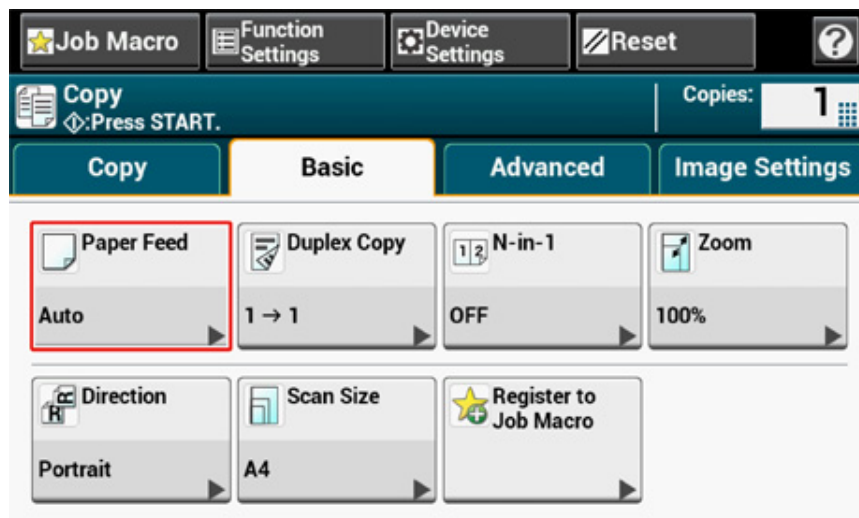 Job Macro
Function
Settings
Device
Settings
Reset
?
Copy
:Press START.
Copies:
1
Copy
Basic
Advanced
Image Settings
Paper Feed
Auto
Duplex Copy
1 → 1
1 2 N-in-1
OFF
Zoom
100%
R R Direction
Portrait
Scan Size
A4
Register to
Job Macro